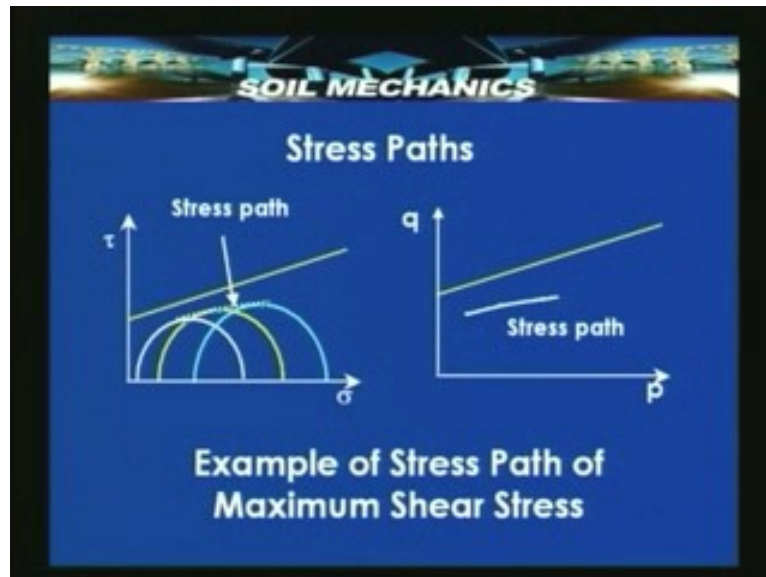 SOIL MECHANICS
Stress Paths
Stress path
τ
σ
q
Stress path
p
Example of Stress Path of
Maximum Shear Stress